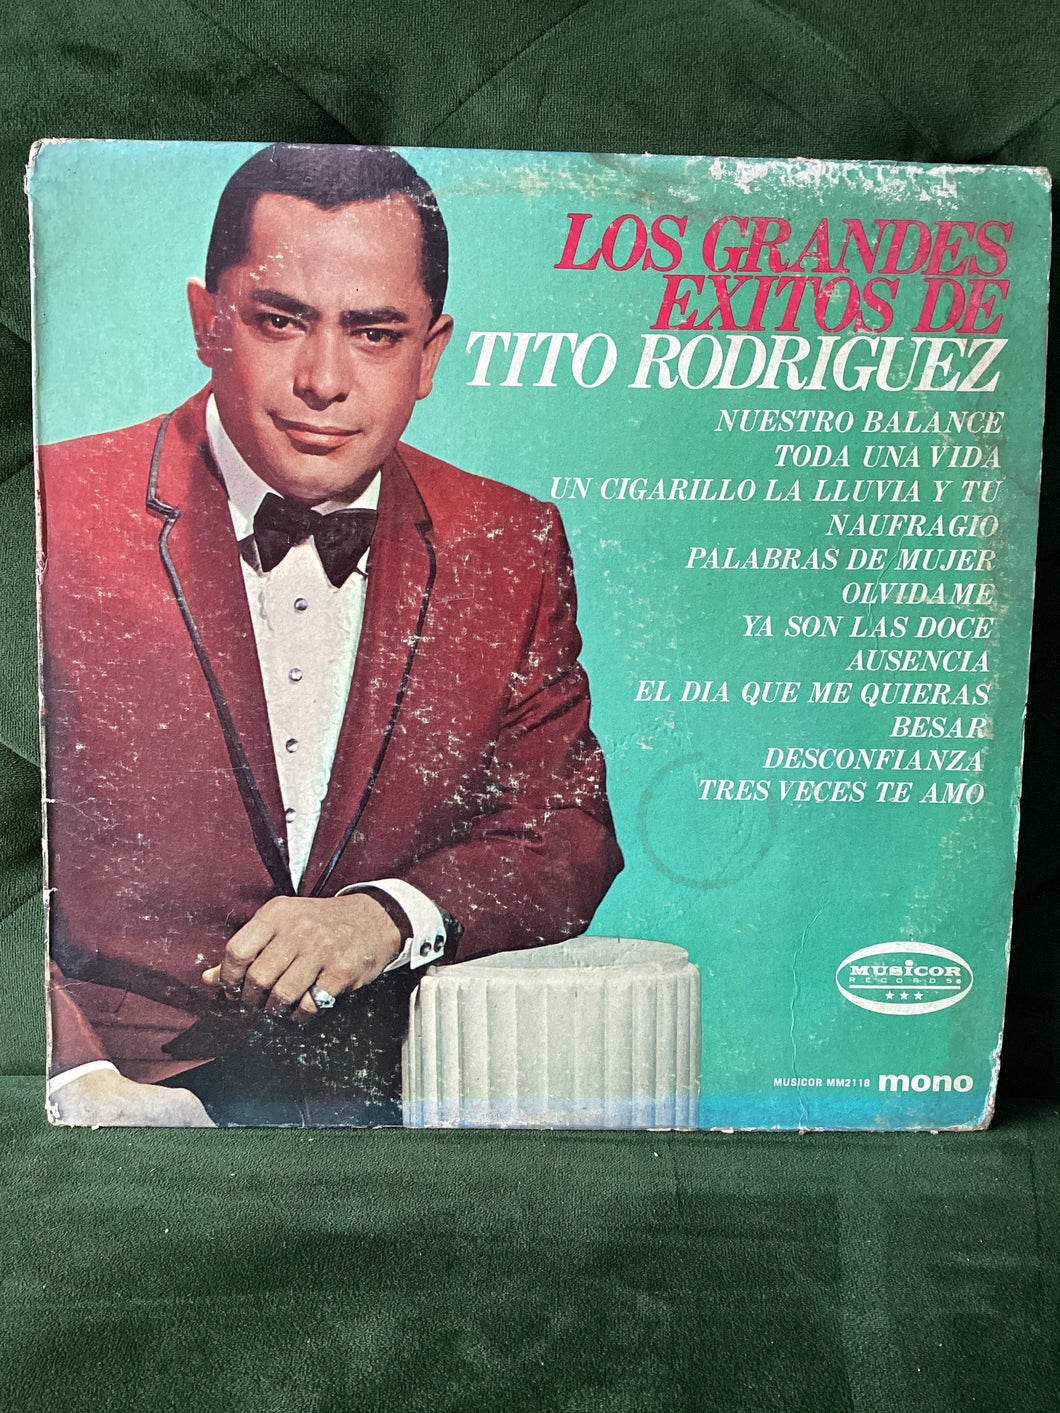 LOS GRANDES
EXITOS DE
TITO RODRIGUEZ
NUESTRO BALANCE
TODA UNA VIDA
UN CIGARILLO LA LLUVIA Y TU
NAUFRAGIO
PALABRAS DE MUJER
OLVIDAME
YA SON LAS DOCE
AUSENCIA
EL DIA QUE ME QUIERAS
BESAR
DESCONFIANZA
TRES VECES TE AMO
MUSICOR
RECORDS®
MUSICOR MM2118 mono